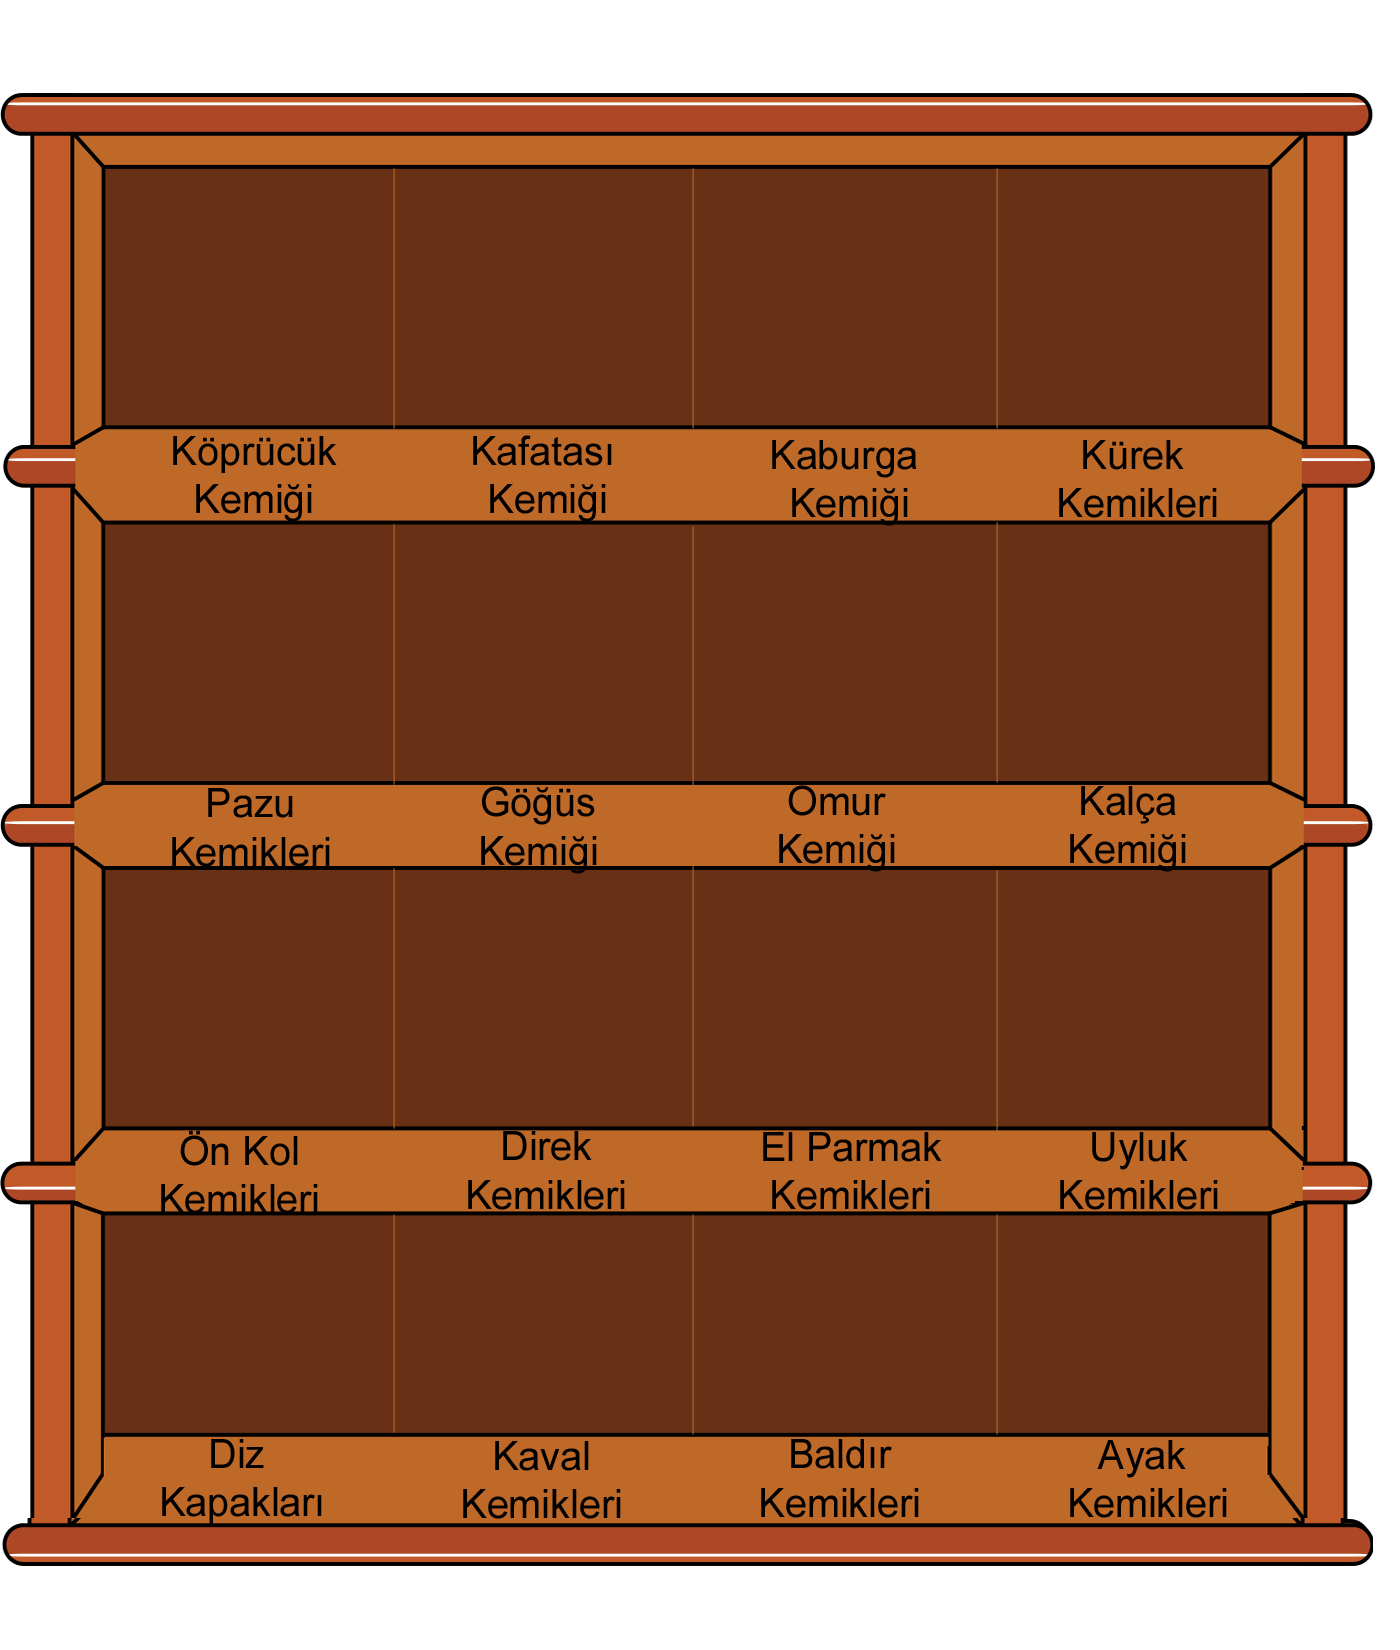 Köprücük
Kemiği
Kafatası
Kemiği
Kaburga
Kemiği
Kürek
Kemikleri
Pazu
Kemikleri
Göğüs
Kemiği
Omur
Kemiği
Kalça
Kemiği
Ön Kol
Kemikleri
Direk
Kemikleri
El Parmak
Kemikleri
Uyluk
Kemikleri
Diz
Kapakları
Kaval
Kemikleri
Baldır
Kemikleri
Ayak
Kemikleri